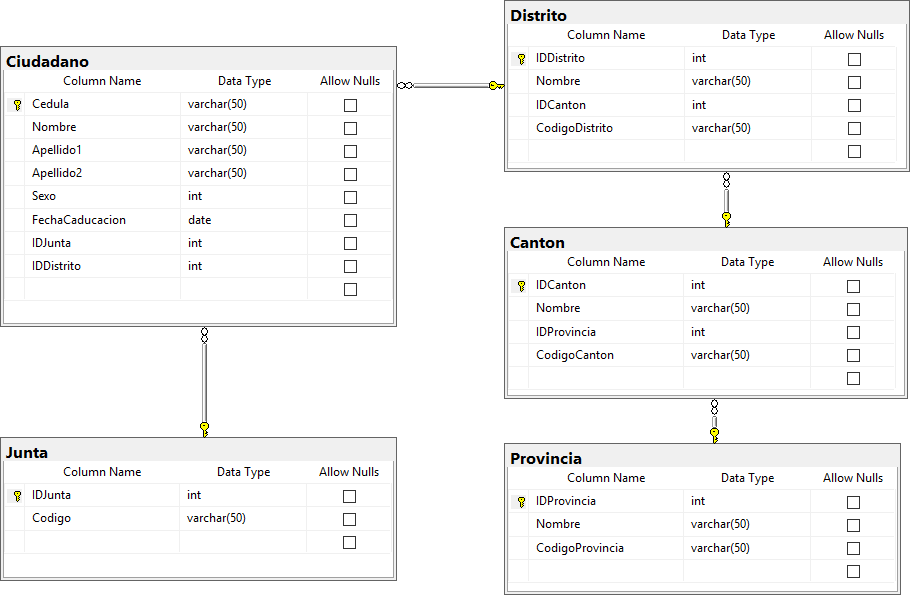 Ciudadano
Column Name Data Type Allow Nulls
Cedula varchar(50)
Nombre varchar(50)
Apellido1 varchar(50)
Apellido2 varchar(50)
Sexo int
FechaCaducacion date
IDJunta int
IDDistrito int
Distrito
Column Name Data Type Allow Nulls
IDDistrito int
Nombre varchar(50)
IDCanton int
CodigoDistrito varchar(50)
Canton
Column Name Data Type Allow Nulls
IDCanton int
Nombre varchar(50)
IDProvincia int
CodigoCanton varchar(50)
Junta
Column Name Data Type Allow Nulls
IDJunta int
Codigo varchar(50)
Provincia
Column Name Data Type Allow Nulls
IDProvincia int
Nombre varchar(50)
CodigoProvincia varchar(50)